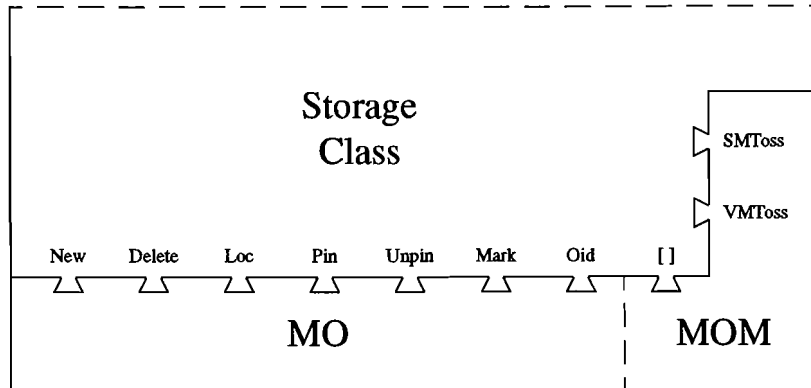 Storage
Class
SMToss
VMToss
New Delete Loc Pin Unpin Mark Oid [ ]
MO MOM